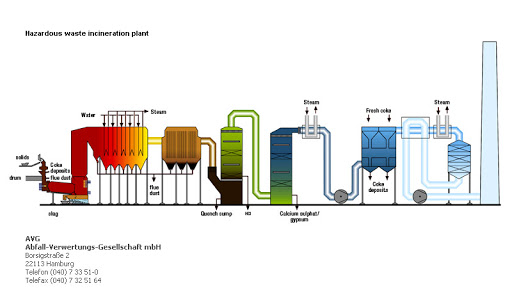 Hazardous waste incineration plant
Water
Steam
Steam
Fresh coke
Steam
solids
Coke
deposits
flue dust
drum
slag
flue
dust
Quench sump
HCl
Calcium sulphate/
gypsum
Coke
deposits
AVG
Abfall-Verwertungs-Gesellschaft mbH
Borsigstraße 2
22113 Hamburg
Telefon (040) 7 33 51-0
Telefax (040) 7 32 51 64